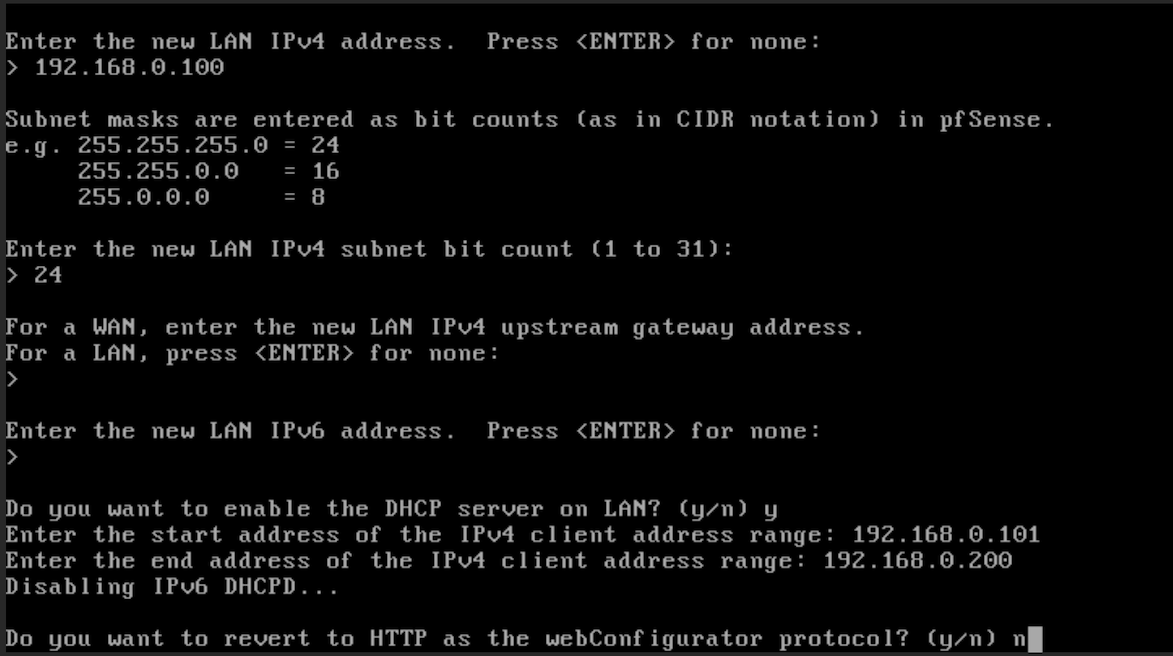 Enter the new LAN IPv4 address.  Press <ENTER> for none:
> 192.168.0.100
Subnet masks are entered as bit counts (as in CIDR notation) in pfSense.
e.g. 255.255.255.0 = 24
     255.255.0.0   = 16
     255.0.0.0     = 8
Enter the new LAN IPv4 subnet bit count (1 to 31):
> 24
For a WAN, enter the new LAN IPv4 upstream gateway address.
For a LAN, press <ENTER> for none:
>
Enter the new LAN IPv6 address.  Press <ENTER> for none:
>
Do you want to enable the DHCP server on LAN? (y/n) y
Enter the start address of the IPv4 client address range: 192.168.0.101
Enter the end address of the IPv4 client address range: 192.168.0.200
Disabling IPv6 DHCPD...
Do you want to revert to HTTP as the webConfigurator protocol? (y/n) n